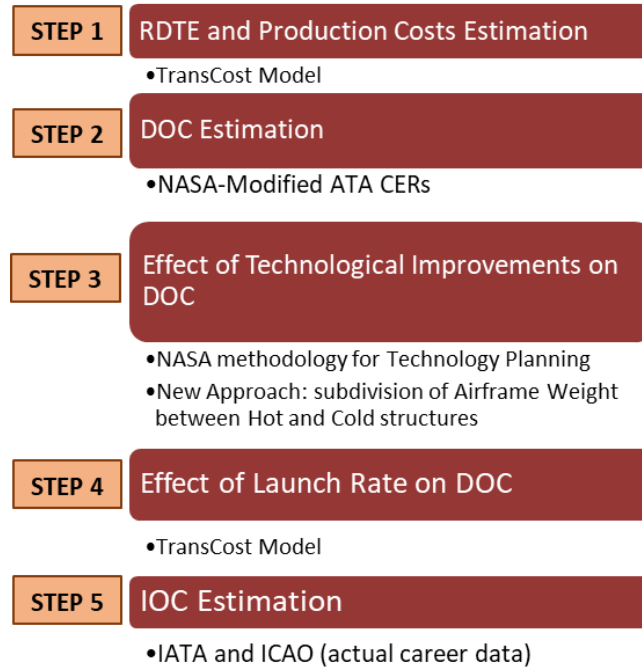 STEP 1
RDTE and Production Costs Estimation
•TransCost Model
STEP 2
DOC Estimation
•NASA-Modified ATA CERs
STEP 3
Effect of Technological Improvements on
DOC
•NASA methodology for Technology Planning
•New Approach: subdivision of Airframe Weight
between Hot and Cold structures
STEP 4
Effect of Launch Rate on DOC
•TransCost Model
STEP 5
IOC Estimation
•IATA and ICAO (actual career data)